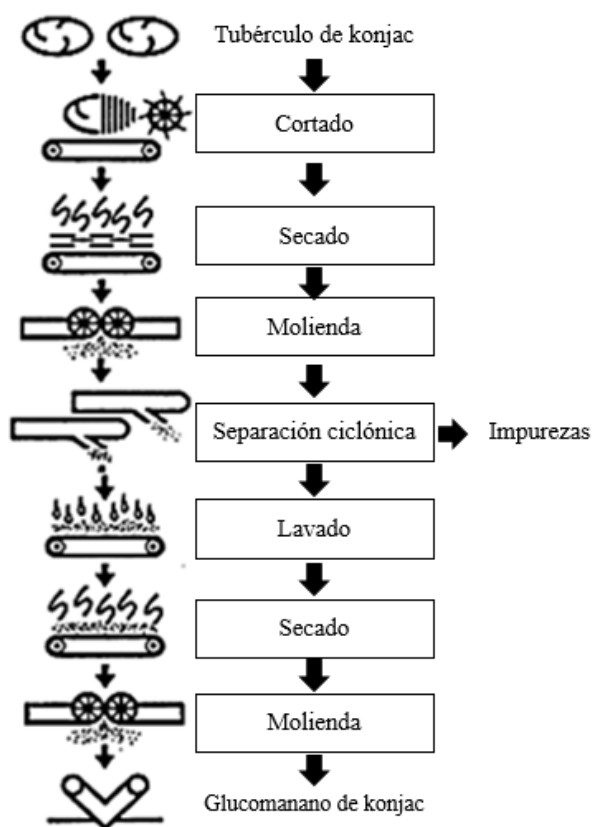 Tubérculo de konjac
Cortado
Secado
Molienda
Separación ciclónica
Impurezas
Lavado
Secado
Molienda
Glucomanano de konjac